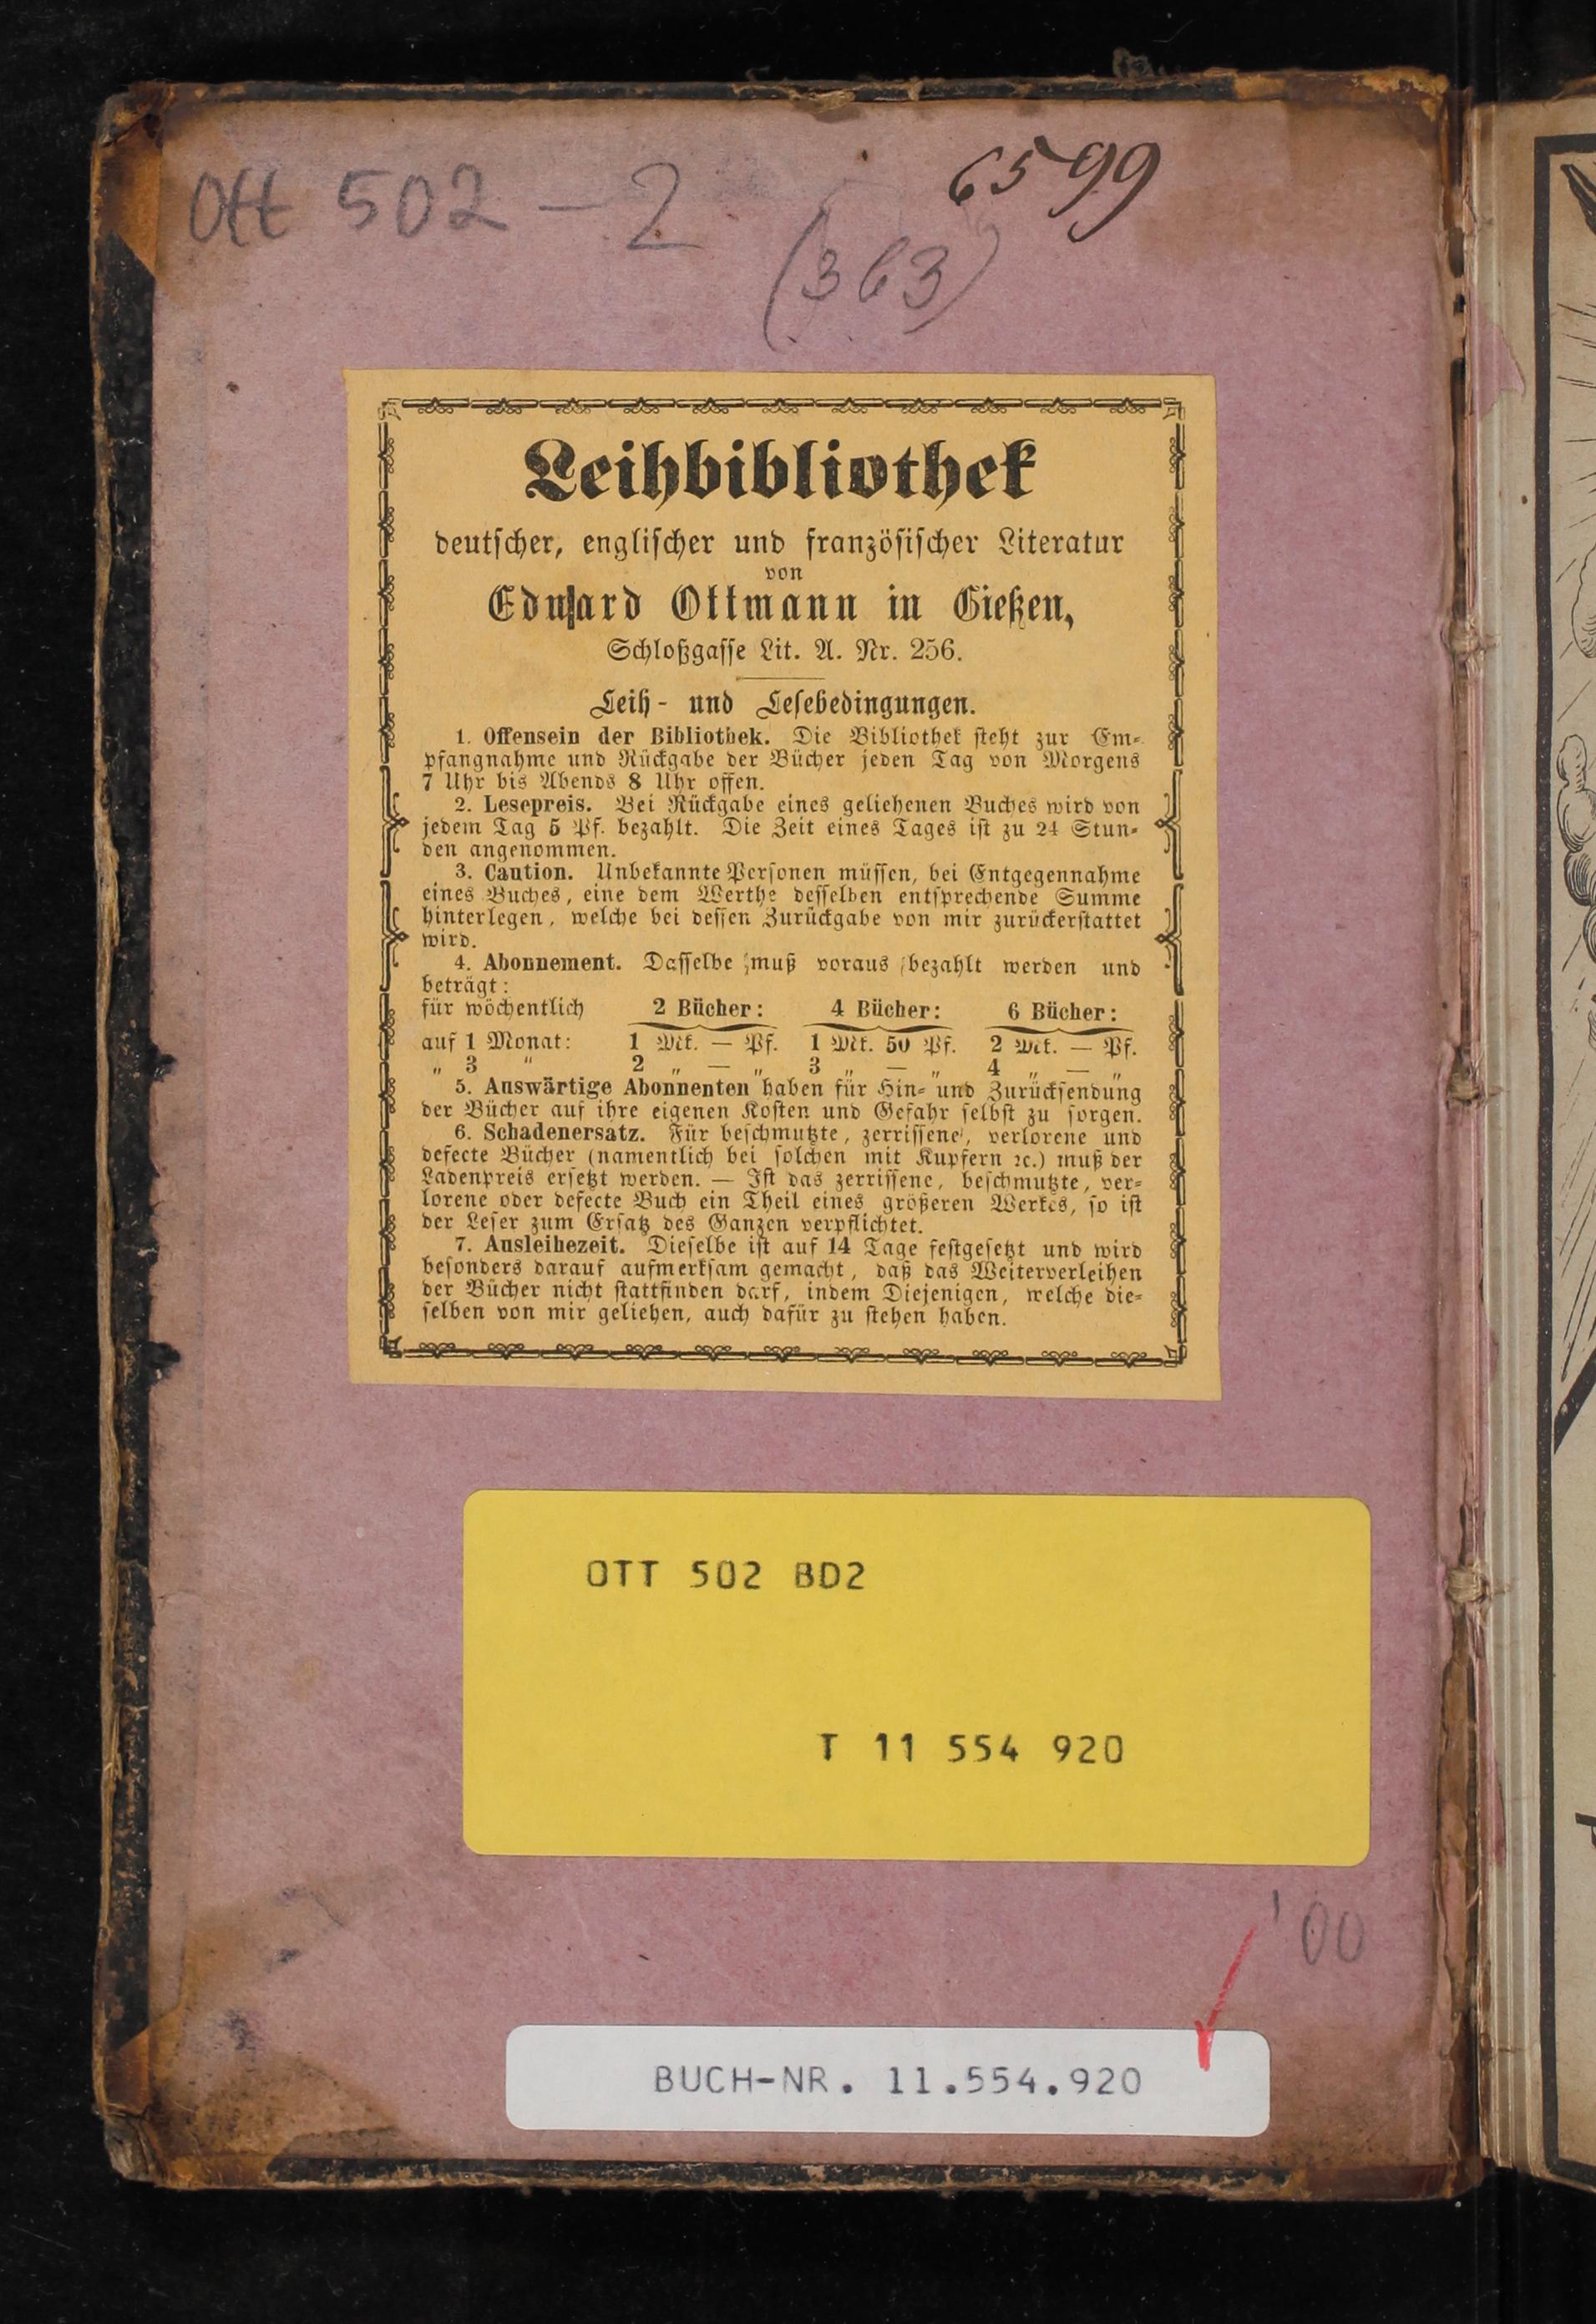 Ott 502 – 2
6599
(363)
Leihbibliothek
deutscher, englischer und französischer Literatur
von
Eduard Ottmann in Gießen,
Schloßgasse Lit. A. Nr. 256.
Leih- und Lesebedingungen.
1. Offensein der Bibliothek. Die Bibliothek steht zur Em-
pfangnahme und Rückgabe der Bücher jeden Tag von Morgens
7 Uhr bis Abends 8 Uhr offen.
2. Lesepreis. Bei Rückgabe eines geliehenen Buches wird von
jedem Tag 5 Pf. bezahlt. Die Zeit eines Tages ist zu 24 Stun-
den angenommen.
3. Caution. Unbekannte Personen müssen, bei Entgegennahme
eines Buches, eine dem Werthe desselben entsprechende Summe
hinterlegen, welche bei dessen Zurückgabe von mir zurückerstattet
wird.
4. Abonnement. Dasselbe muß voraus bezahlt werden und
beträgt:
für wöchentlich 2 Bücher: 4 Bücher: 6 Bücher:
auf 1 Monat: 1 Mk. — Pf. 1 Mk. 50 Pf. 2 Mk. — Pf.
„ 3 „ 2 „ — „ 3 „ — „ 4 „ — „
5. Auswärtige Abonnenten haben für Hin- und Zurücksendung
der Bücher auf ihre eigenen Kosten und Gefahr selbst zu sorgen.
6. Schadenersatz. Für beschmutzte, zerrissene, verlorene und
defecte Bücher (namentlich bei solchen mit Kupfern ꝛc.) muß der
Ladenpreis ersetzt werden. — Ist das zerrissene, beschmutzte, ver-
lorene oder defecte Buch ein Theil eines größeren Werkes, so ist
der Leser zum Ersatz des Ganzen verpflichtet.
7. Ausleihezeit. Dieselbe ist auf 14 Tage festgesetzt und wird
besonders darauf aufmerksam gemacht, daß das Weiterverleihen
der Bücher nicht stattfinden darf, indem Diejenigen, welche die-
selben von mir geliehen, auch dafür zu stehen haben.
OTT 502 BD2
T 11 554 920
'00
BUCH-NR. 11.554.920